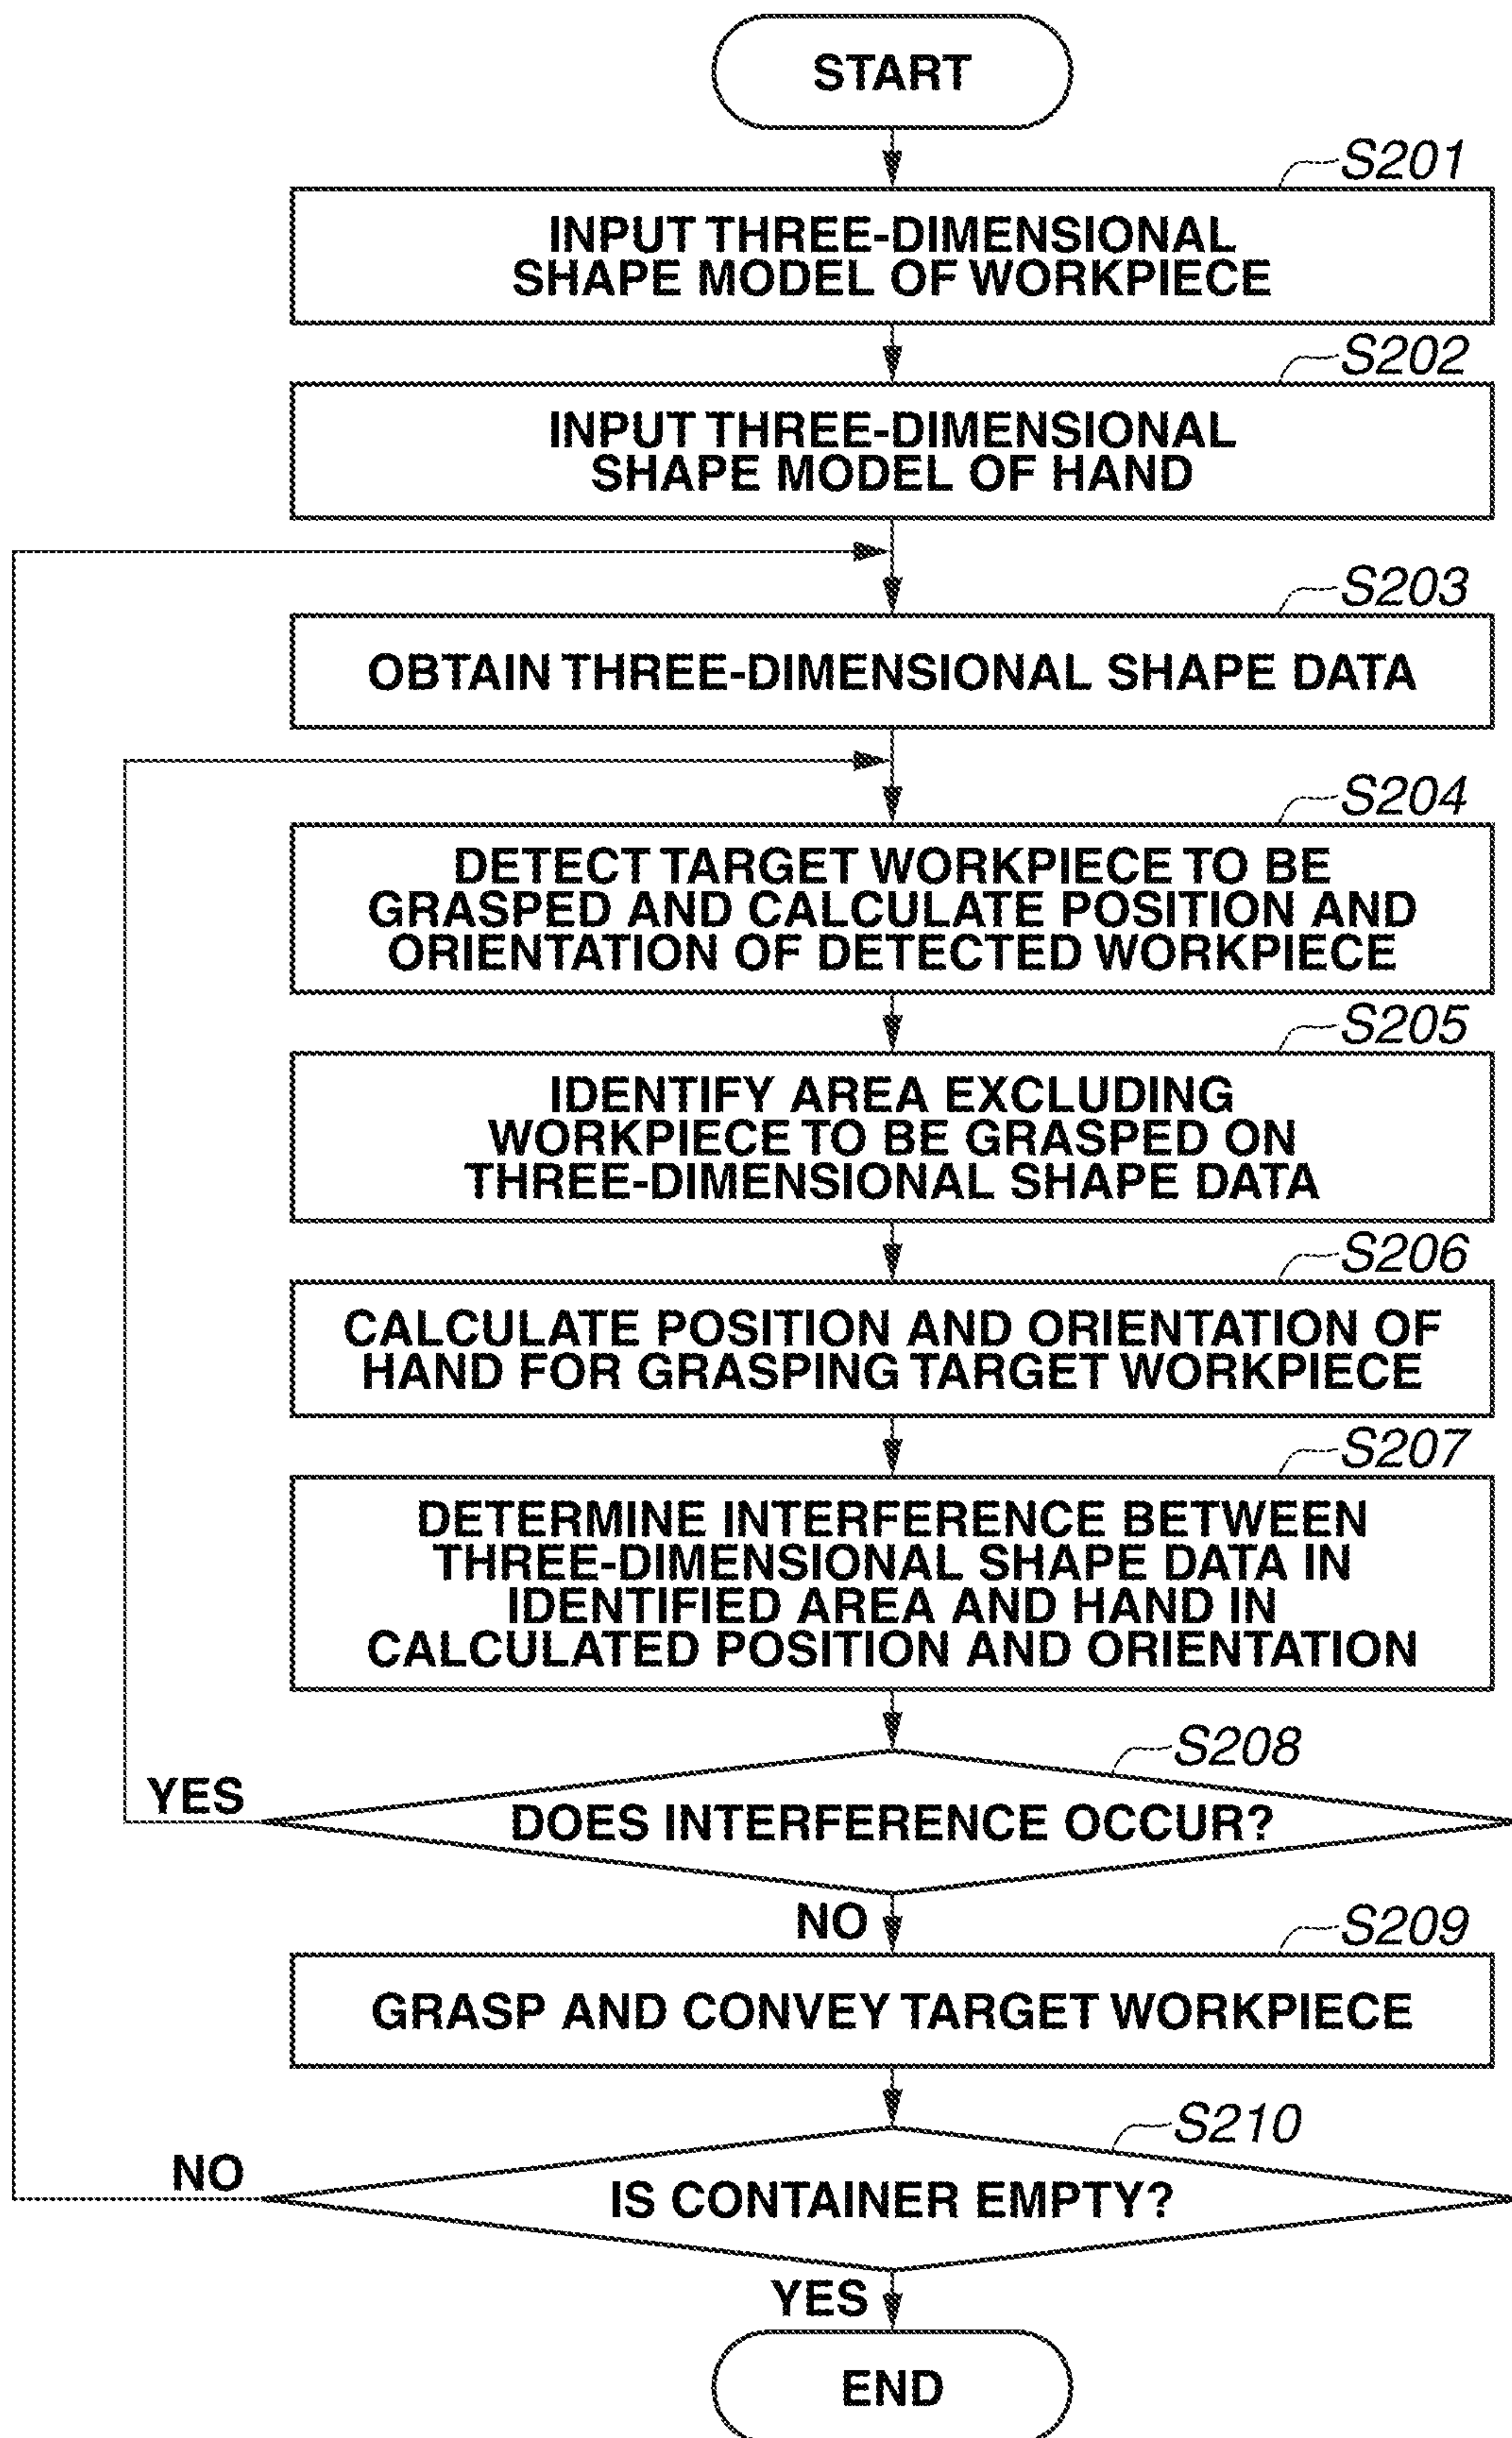 START
S201
INPUT THREE-DIMENSIONAL
SHAPE MODEL OF WORKPIECE
S202
INPUT THREE-DIMENSIONAL
SHAPE MODEL OF HAND
S203
OBTAIN THREE-DIMENSIONAL SHAPE DATA
S204
DETECT TARGET WORKPIECE TO BE
GRASPED AND CALCULATE POSITION AND
ORIENTATION OF DETECTED WORKPIECE
S205
IDENTIFY AREA EXCLUDING
WORKPIECE TO BE GRASPED ON
THREE-DIMENSIONAL SHAPE DATA
S206
CALCULATE POSITION AND ORIENTATION OF
HAND FOR GRASPING TARGET WORKPIECE
S207
DETERMINE INTERFERENCE BETWEEN
THREE-DIMENSIONAL SHAPE DATA IN
IDENTIFIED AREA AND HAND IN
CALCULATED POSITION AND ORIENTATION
S208
YES
DOES INTERFERENCE OCCUR?
NO
S209
GRASP AND CONVEY TARGET WORKPIECE
S210
NO
IS CONTAINER EMPTY?
YES
END